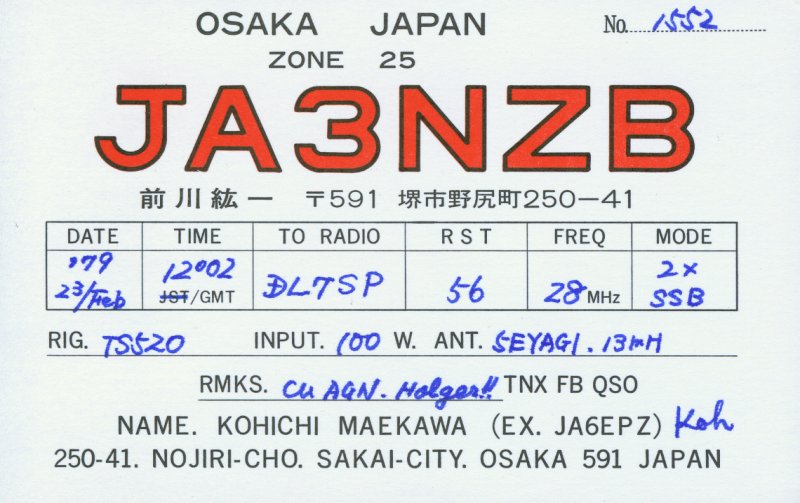 OSAKA JAPAN No. 1552
ZONE 25
JA3NZB
前川紘一 〒591 堺市野尻町250-41
DATE TIME TO RADIO RST FREQ MODE
'79 23/Feb 12°02 JST/GMT DL7SP 56 28 MHz 2x SSB
RIG. TS520 INPUT. 100 W. ANT. 5EYAGI. 13mH
RMKS. CU AGN. Holger!! TNX FB QSO
NAME. KOHICHI MAEKAWA (EX. JA6EPZ) Koh
250-41. NOJIRI-CHO. SAKAI-CITY. OSAKA 591 JAPAN